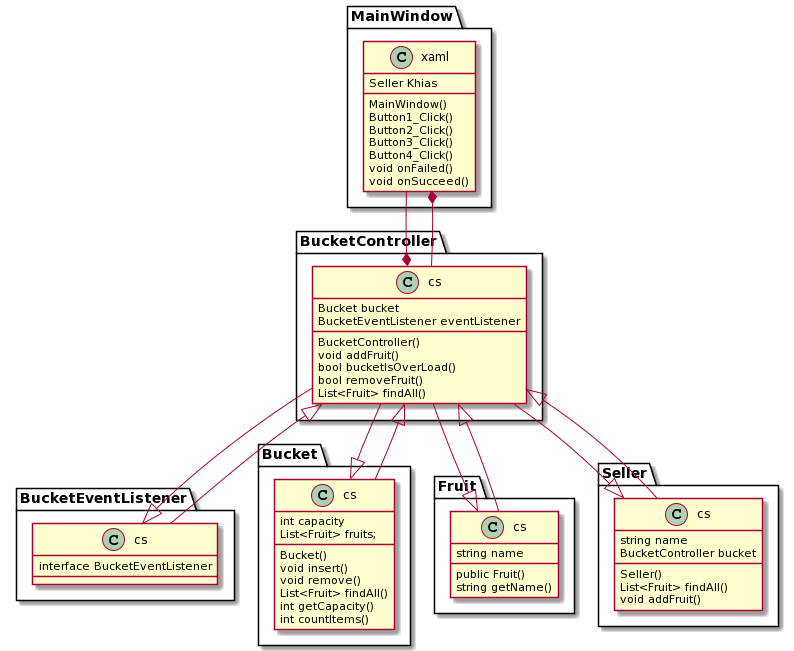 MainWindow
C xaml
Seller Khias
MainWindow()
Button1_Click()
Button2_Click()
Button3_Click()
Button4_Click()
void onFailed()
void onSucceed()
BucketController
C cs
Bucket bucket
BucketEventListener eventListener
BucketController()
void addFruit()
bool bucketIsOverLoad()
bool removeFruit()
List<Fruit> findAll()
BucketEventListener
C cs
interface BucketEventListener
Bucket
C cs
int capacity
List<Fruit> fruits;
Bucket()
void insert()
void remove()
List<Fruit> findAll()
int getCapacity()
int countItems()
Fruit
C cs
string name
public Fruit()
string getName()
Seller
C cs
string name
BucketController bucket
Seller()
List<Fruit> findAll()
void addFruit()